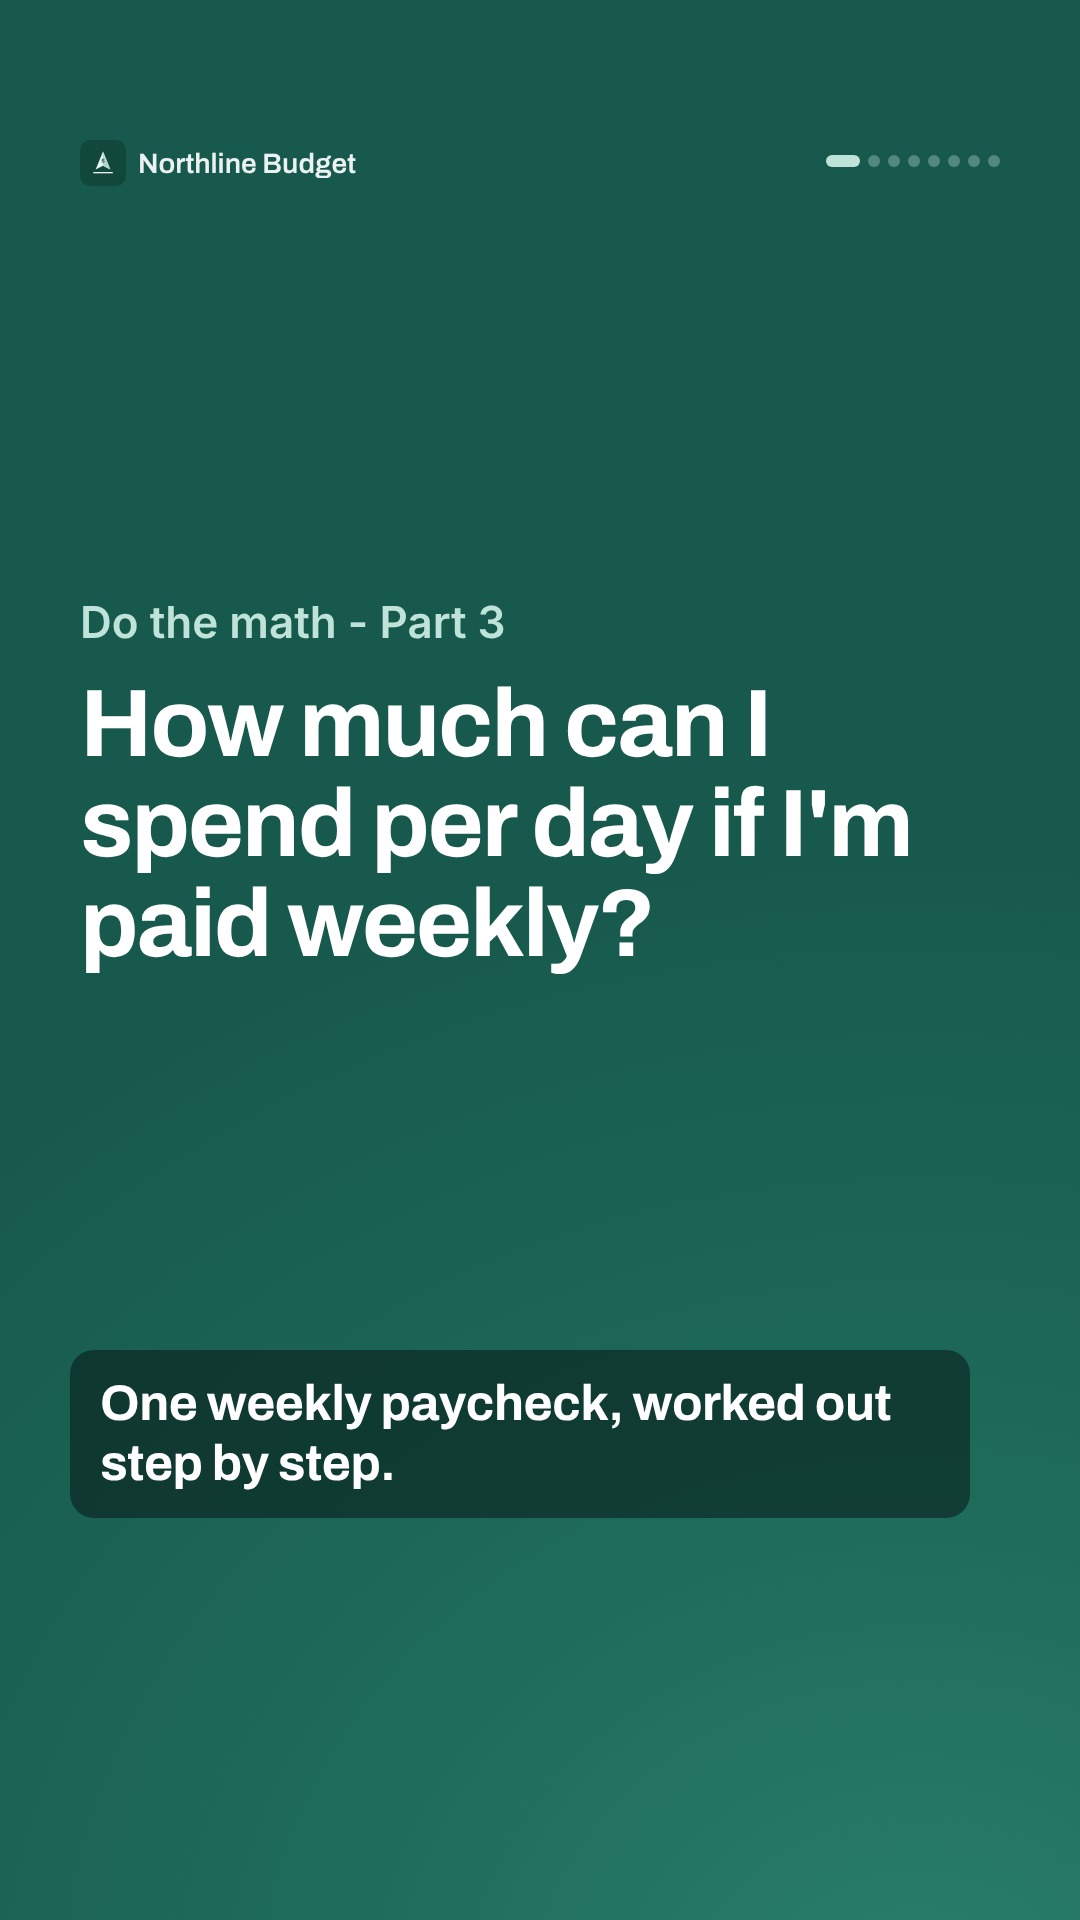 Northline Budget
Do the math - Part 3
How much can I
spend per day if I'm
paid weekly?
One weekly paycheck, worked out
step by step.